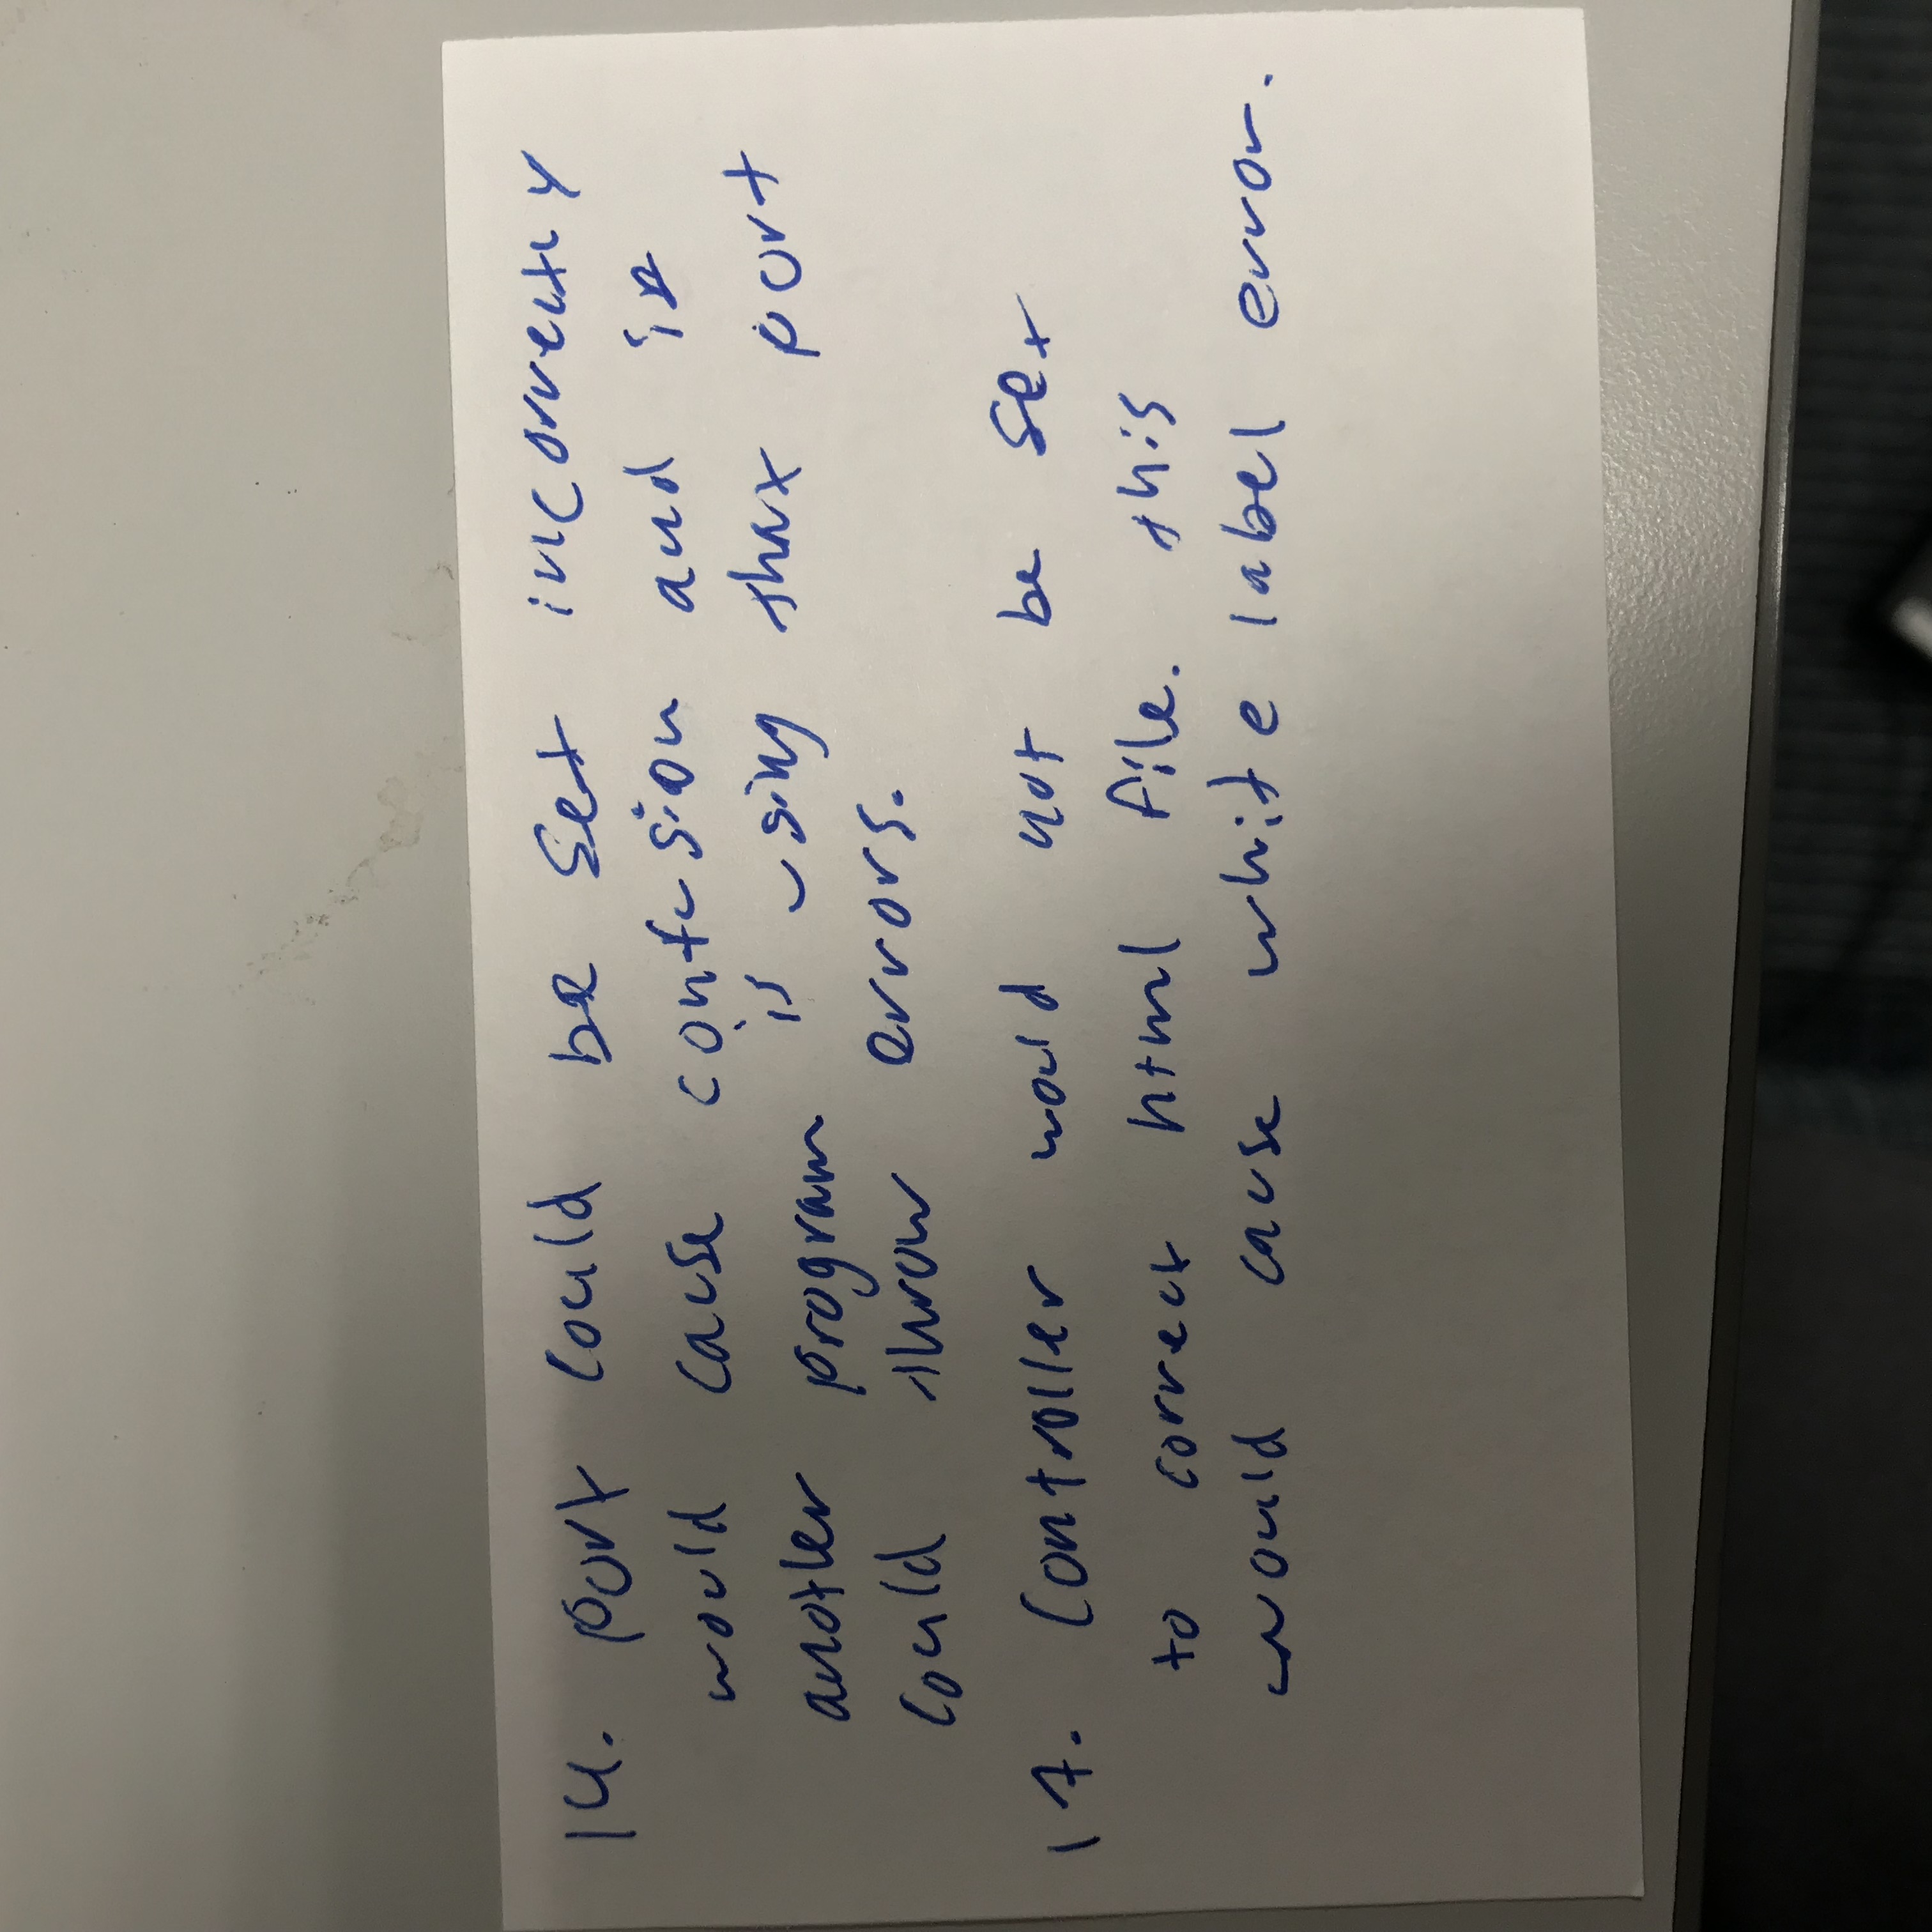 14. port could be set incorrectly
would cause confusion and if
another program is using that port
could throw errors.
17. Controller would not be set
to correct html file. this
would cause white label error.